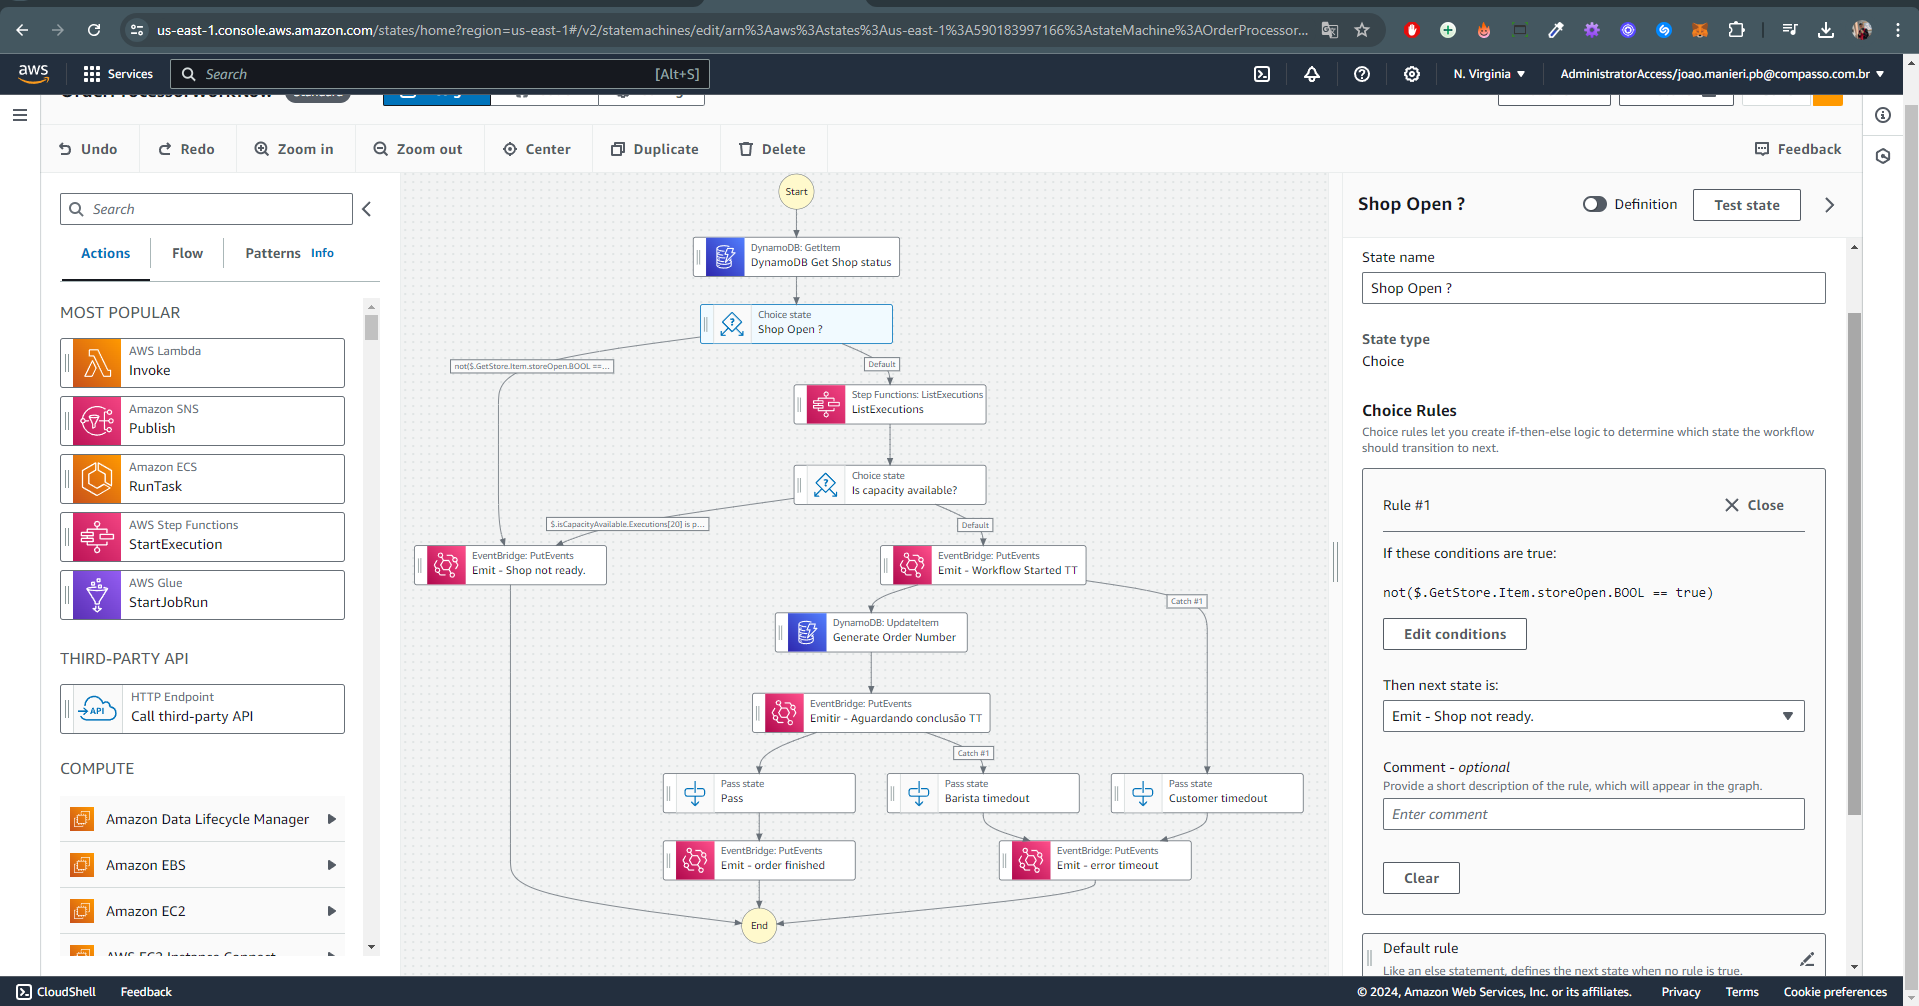 us-east-1.console.aws.amazon.com/states/home?region=us-east-1#/v2/statemachines/edit/arn%3Aaws%3Astates%3Aus-east-1%3A590183997166%3AstateMachine%3AOrderProcessor...
aws
Services
Search
[Alt+S]
N. Virginia
AdministratorAccess/joao.manieri.pb@compasso.com.br
OrderProcessorWorkflow
Standard
Undo
Redo
Zoom in
Zoom out
Center
Duplicate
Delete
Feedback
Search
Actions
Flow
Patterns
Info
MOST POPULAR
AWS Lambda
Invoke
Amazon SNS
Publish
Amazon ECS
RunTask
AWS Step Functions
StartExecution
AWS Glue
StartJobRun
THIRD-PARTY API
API
HTTP Endpoint
Call third-party API
COMPUTE
Amazon Data Lifecycle Manager
Amazon EBS
Amazon EC2
AWS EC2 Instance Connect
Start
DynamoDB: GetItem
DynamoDB Get Shop status
Choice state
Shop Open ?
not($.GetStore.Item.storeOpen.BOOL ==...
Default
Step Functions: ListExecutions
ListExecutions
Choice state
Is capacity available?
$.isCapacityAvailable.Executions[20] is p...
Default
EventBridge: PutEvents
Emit - Shop not ready.
EventBridge: PutEvents
Emit - Workflow Started TT
Catch #1
DynamoDB: UpdateItem
Generate Order Number
EventBridge: PutEvents
Emitir - Aguardando conclusão TT
Catch #1
Pass state
Pass
Pass state
Barista timedout
Pass state
Customer timedout
EventBridge: PutEvents
Emit - order finished
EventBridge: PutEvents
Emit - error timeout
End
Shop Open ?
Definition
Test state
State name
Shop Open ?
State type
Choice
Choice Rules
Choice rules let you create if-then-else logic to determine which state the workflow
should transition to next.
Rule #1
Close
If these conditions are true:
not($.GetStore.Item.storeOpen.BOOL == true)
Edit conditions
Then next state is:
Emit - Shop not ready.
Comment - optional
Provide a short description of the rule, which will appear in the graph.
Enter comment
Clear
Default rule
Like an else statement, defines the next state when no rule is true.
CloudShell
Feedback
© 2024, Amazon Web Services, Inc. or its affiliates.
Privacy
Terms
Cookie preferences